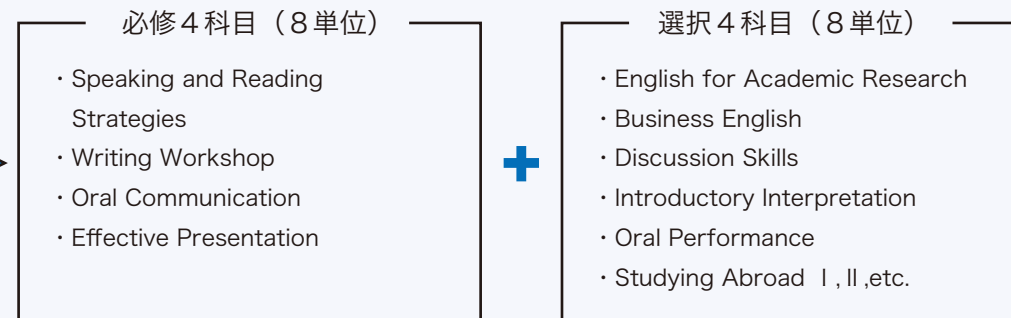 必修4科目（8単位）
・Speaking and Reading
Strategies
・Writing Workshop
・Oral Communication
・Effective Presentation
選択4科目（8単位）
・English for Academic Research
・Business English
・Discussion Skills
・Introductory Interpretation
・Oral Performance
・Studying Abroad Ⅰ,Ⅱ,etc.